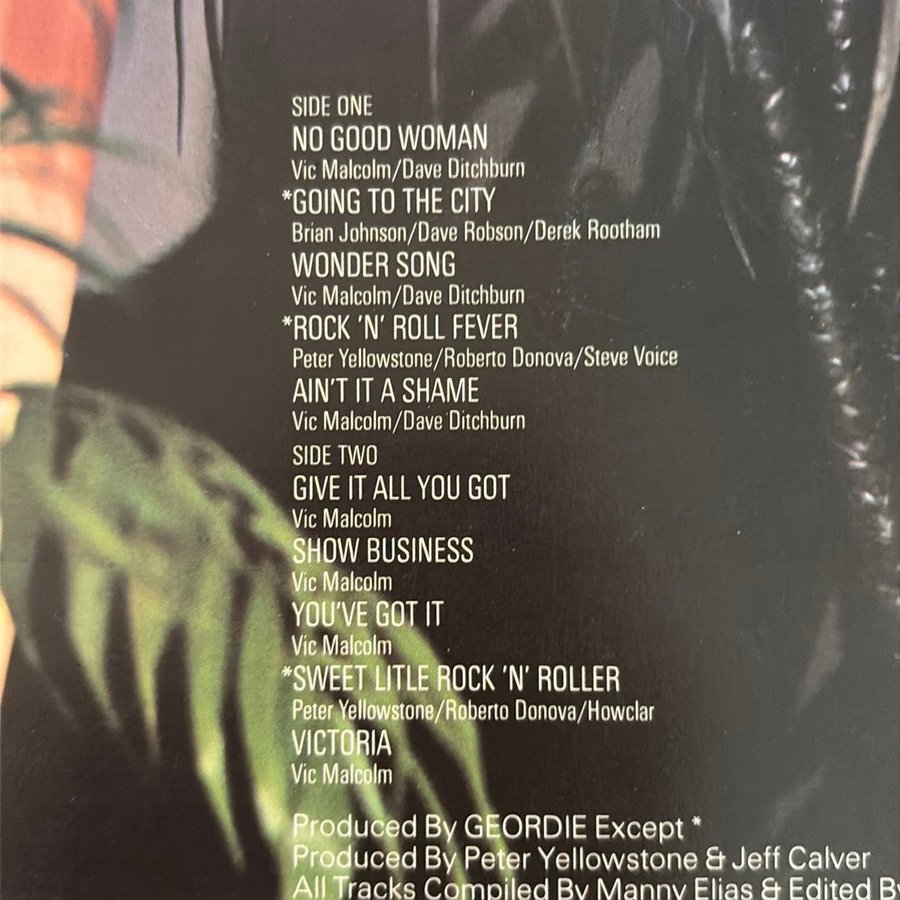 SIDE ONE
NO GOOD WOMAN
Vic Malcolm/Dave Ditchburn
*GOING TO THE CITY
Brian Johnson/Dave Robson/Derek Rootham
WONDER SONG
Vic Malcolm/Dave Ditchburn
*ROCK 'N' ROLL FEVER
Peter Yellowstone/Roberto Donova/Steve Voice
AIN'T IT A SHAME
Vic Malcolm/Dave Ditchburn
SIDE TWO
GIVE IT ALL YOU GOT
Vic Malcolm
SHOW BUSINESS
Vic Malcolm
YOU'VE GOT IT
Vic Malcolm
*SWEET LITLE ROCK 'N' ROLLER
Peter Yellowstone/Roberto Donova/Howclar
VICTORIA
Vic Malcolm
Produced By GEORDIE Except *
Produced By Peter Yellowstone & Jeff Calver
All Tracks Compiled By Manny Elias & Edited By